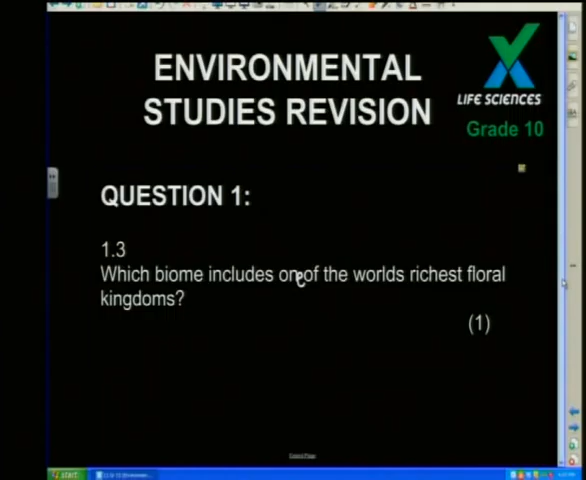 ENVIRONMENTAL
STUDIES REVISION
LIFE SCIENCES
Grade 10
QUESTION 1:
1.3
Which biome includes one of the worlds richest floral
kingdoms?
(1)
start